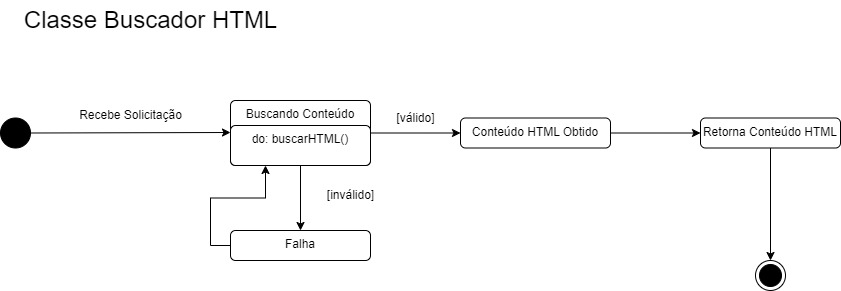 Classe Buscador HTML
Recebe Solicitação
Buscando Conteúdo
do: buscarHTML()
[válido]
Conteúdo HTML Obtido
Retorna Conteúdo HTML
[inválido]
Falha